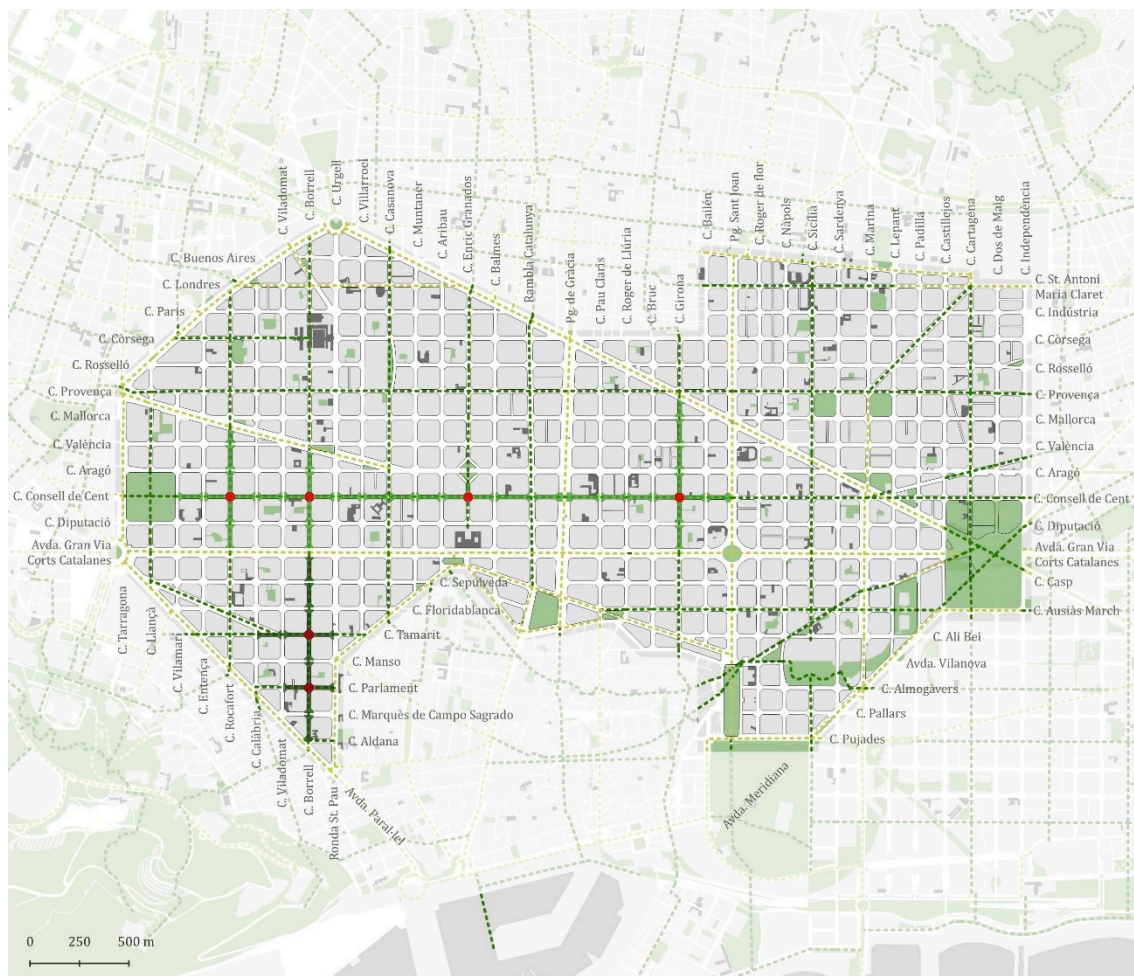 C. Viladomat
C. Borrell
C. Urgell
C. Villarroel
C. Casanova
C. Muntaner
C. Aribau
C. Enric Granados
C. Balmes
Rambla Catalunya
Pg. de Gràcia
C. Pau Claris
C. Roger de Llúria
C. Bruc
C. Girona
C. Bailén
Pg. Sant Joan
C. Roger de flor
C. Nàpols
C. Sicília
C. Sardenya
C. Marina
C. Lepant
C. Padilla
C. Castillejos
C. Cartagena
C. Dos de Maig
C. Independència
C. Buenos Aires
C. Londres
C. Paris
C. Còrsega
C. Rosselló
C. Provença
C. Mallorca
C. València
C. Aragó
C. Consell de Cent
C. Diputació
Avda. Gran Via
Corts Catalanes
C. St. Antoni
Maria Claret
C. Indústria
C. Còrsega
C. Rosselló
C. Provença
C. Mallorca
C. València
C. Aragó
C. Consell de Cent
C. Diputació
Avda. Gran Via
Corts Catalanes
C. Casp
C. Ausiàs March
C. Ali Bei
Avda. Vilanova
C. Almogàvers
C. Pallars
C. Pujades
Avda. Meridiana
C. Sepúlveda
C. Floridablanca
C. Tamarit
C. Manso
C. Parlament
C. Marquès de Campo Sagrado
C. Aldana
C. Tarragona
C. Llançà
C. Vilamarí
C. Entença
C. Rocafort
C. Calàbria
C. Viladomat
C. Borrell
Ronda St. Pau
Avda. Paral·lel
0 250 500 m